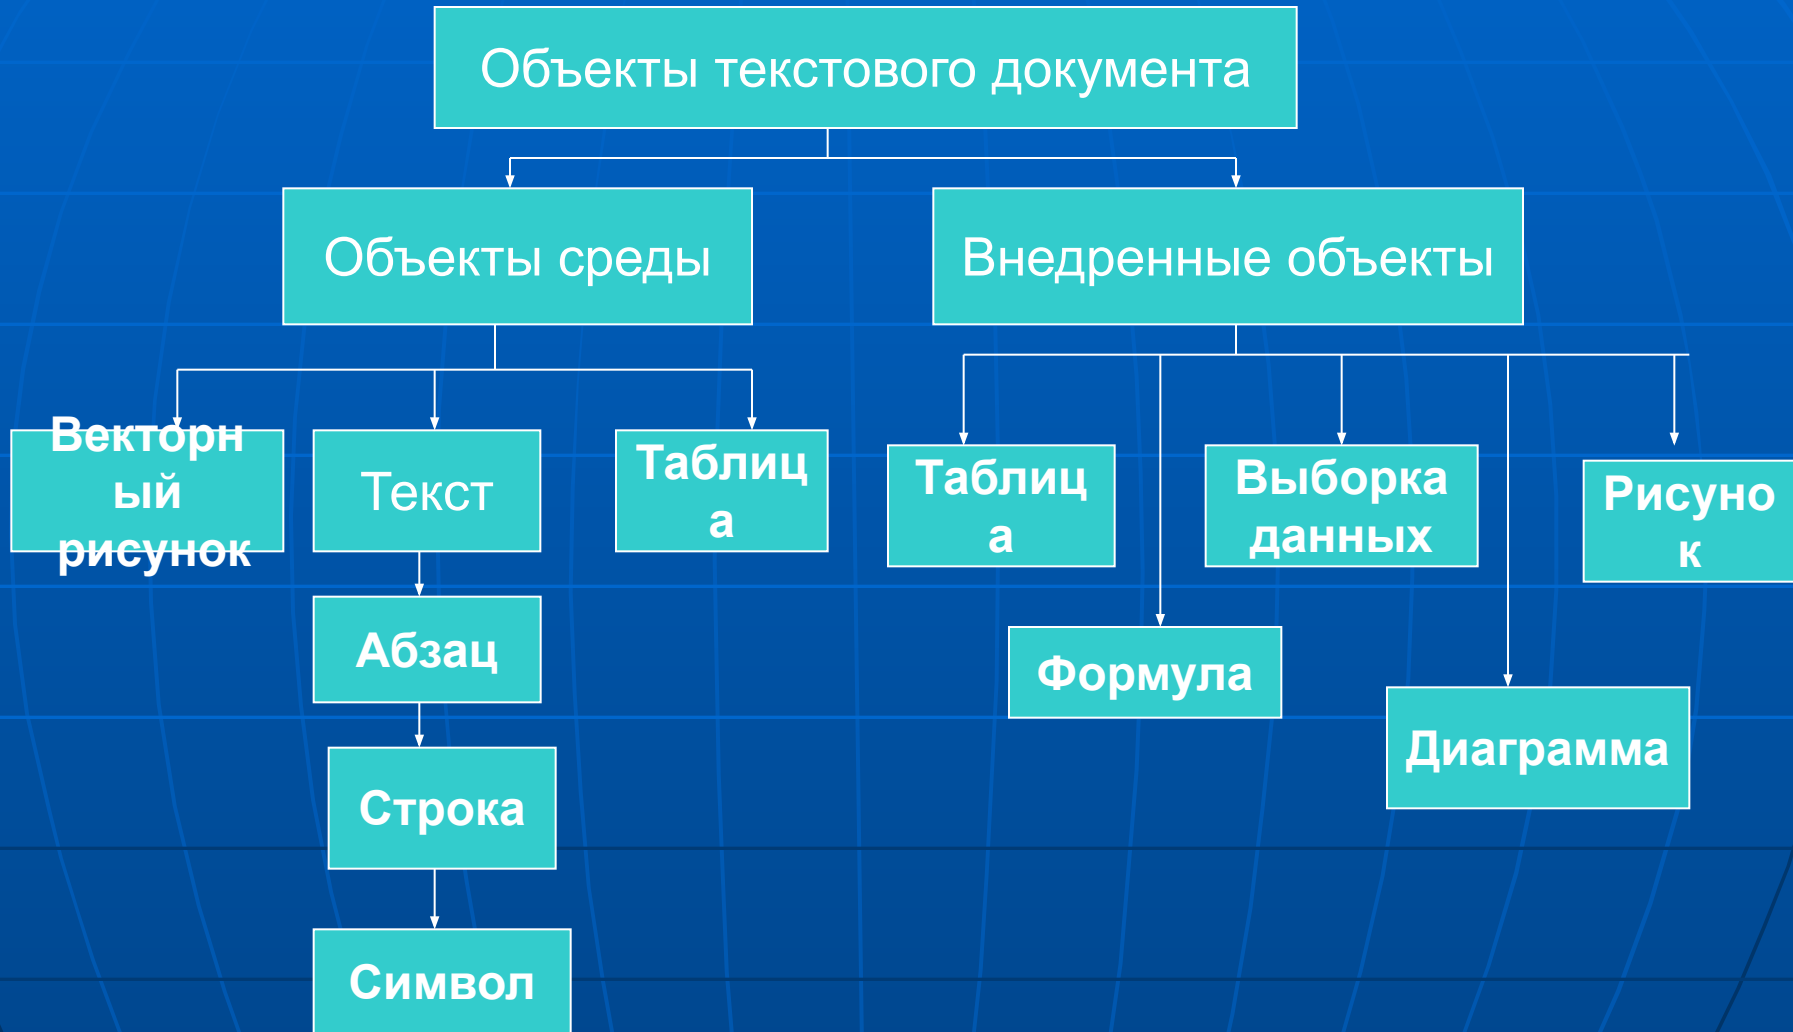 Объекты текстового документа
Объекты среды
Внедренные объекты
Векторн
ый
рисунок
Текст
Таблиц
а
Таблиц
а
Выборка
данных
Рисуно
к
Абзац
Формула
Диаграмма
Строка
Символ